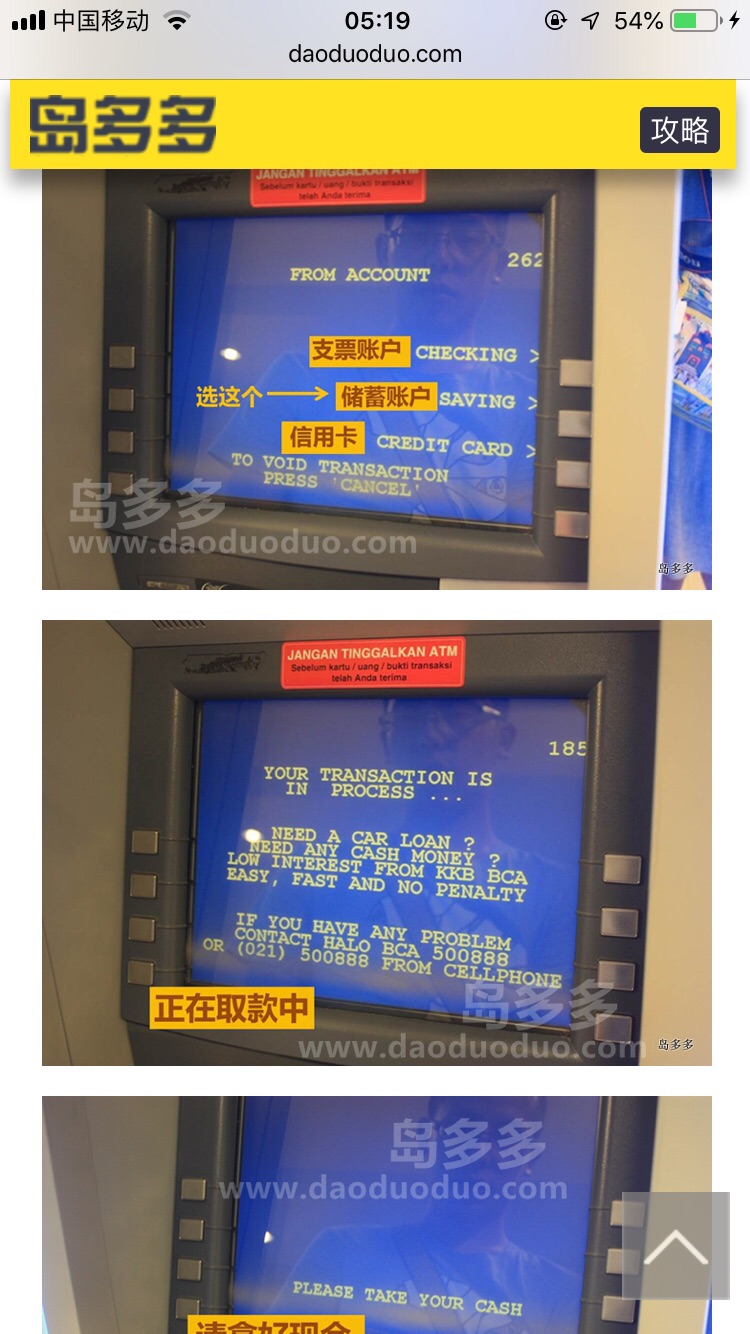 中国移动 05:19 54%
daoduoduo.com
岛多多 攻略
JANGAN TINGGALKAN ATM
Sebelum kartu / uang / bukti transaksi
telah Anda terima
262
FROM ACCOUNT
支票账户 CHECKING >
选这个 储蓄账户 SAVING >
信用卡 CREDIT CARD >
TO VOID TRANSACTION
PRESS 'CANCEL'
岛多多
www.daoduoduo.com
岛多多
JANGAN TINGGALKAN ATM
Sebelum kartu / uang / bukti transaksi
telah Anda terima
185
YOUR TRANSACTION IS
IN PROCESS ...
NEED A CAR LOAN ?
NEED ANY CASH MONEY ?
LOW INTEREST FROM KKB BCA
EASY, FAST AND NO PENALTY
IF YOU HAVE ANY PROBLEM
CONTACT HALO BCA 500888
OR (021) 500888 FROM CELLPHONE
正在取款中
岛多多
www.daoduoduo.com
岛多多
岛多多
www.daoduoduo.com
PLEASE TAKE YOUR CASH
请拿好现金